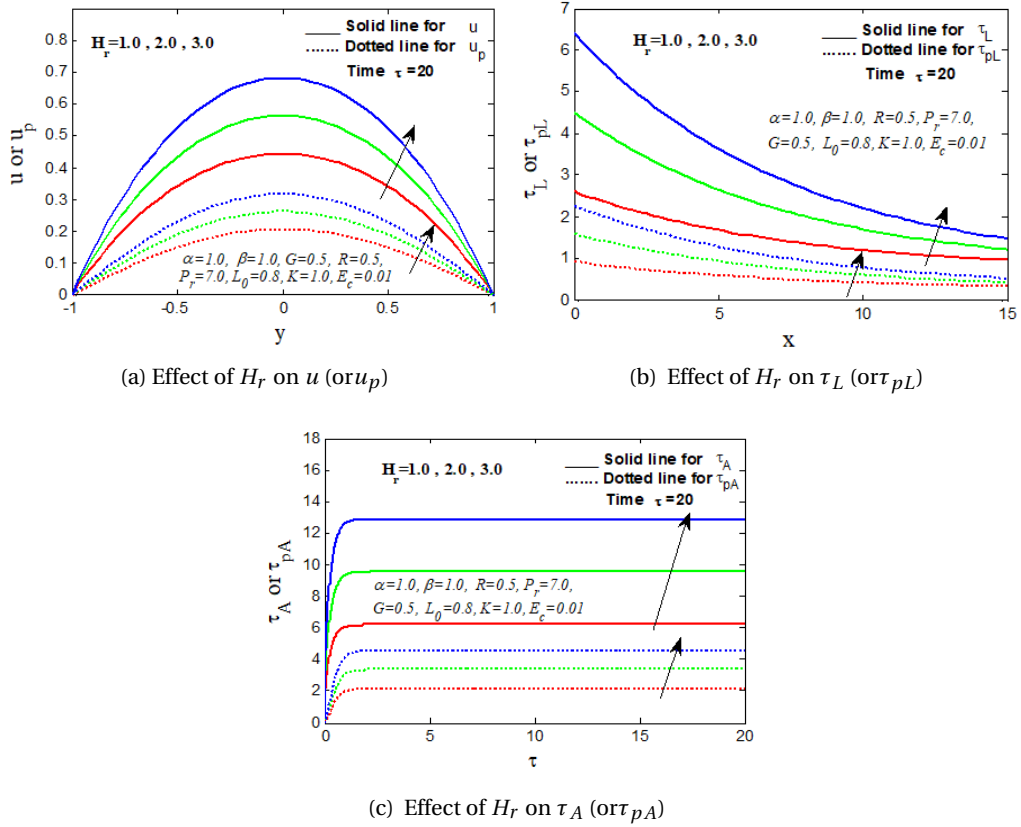 0.8
0.7
0.6
0.5
0.4
0.3
0.2
0.1
0
-1
-0.5
0
0.5
1
u or u_p
y
H_r=1.0 , 2.0 , 3.0
Solid line for u
Dotted line for u_p
Time τ =20
α=1.0, β=1.0, G=0.5, R=0.5,
P_r=7.0, L_0=0.8, K=1.0, E_c=0.01
(a) Effect of H_r on u (oru_p)
7
6
5
4
3
2
1
0
0
5
10
15
τ_L or τ_pL
x
H_r=1.0 , 2.0 , 3.0
Solid line for τ_L
Dotted line for τ_pL
Time τ =20
α=1.0, β=1.0, R=0.5, P_r=7.0,
G=0.5, L_0=0.8, K=1.0, E_c=0.01
(b) Effect of H_r on τ_L (orτ_pL)
18
16
14
12
10
8
6
4
2
0
0
5
10
15
20
τ_A or τ_pA
τ
H_r=1.0 , 2.0 , 3.0
Solid line for τ_A
Dotted line for τ_pA
Time τ =20
α=1.0, β=1.0, R=0.5, P_r=7.0,
G=0.5, L_0=0.8, K=1.0, E_c=0.01
(c) Effect of H_r on τ_A (orτ_pA)